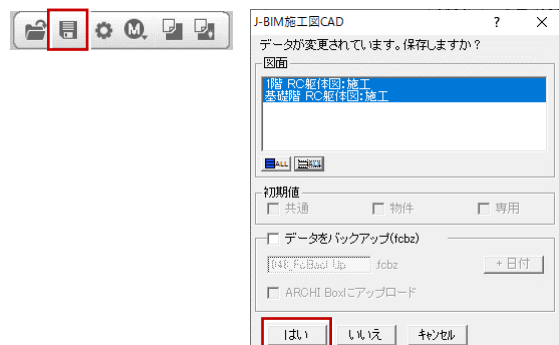 J-BIM施工図CAD
データが変更されています。保存しますか？
図面
1階 RC躯体図:施工
基礎階 RC躯体図:施工
ALL
初期値
共通 物件 専用
データをバックアップ(fcbz)
.fcbz +日付
ARCHI Boxにアップロード
はい いいえ キャンセル